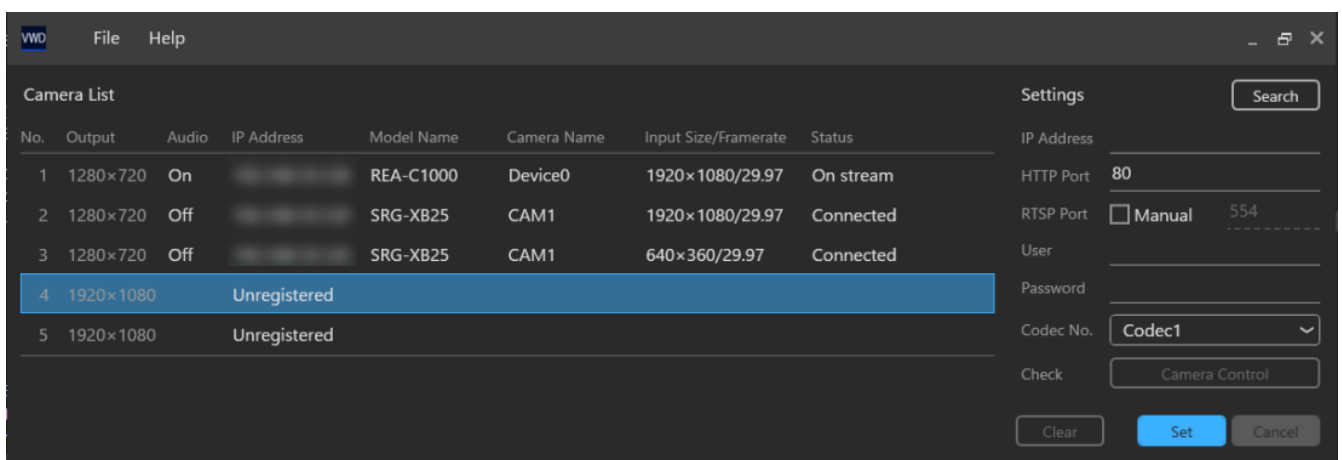 VWD File Help
Camera List
No. Output Audio IP Address Model Name Camera Name Input Size/Framerate Status
1 1280×720 On REA-C1000 Device0 1920×1080/29.97 On stream
2 1280×720 Off SRG-XB25 CAM1 1920×1080/29.97 Connected
3 1280×720 Off SRG-XB25 CAM1 640×360/29.97 Connected
4 1920×1080 Unregistered
5 1920×1080 Unregistered
Settings Search
IP Address
HTTP Port 80
RTSP Port Manual 554
User
Password
Codec No. Codec1
Check Camera Control
Clear Set Cancel